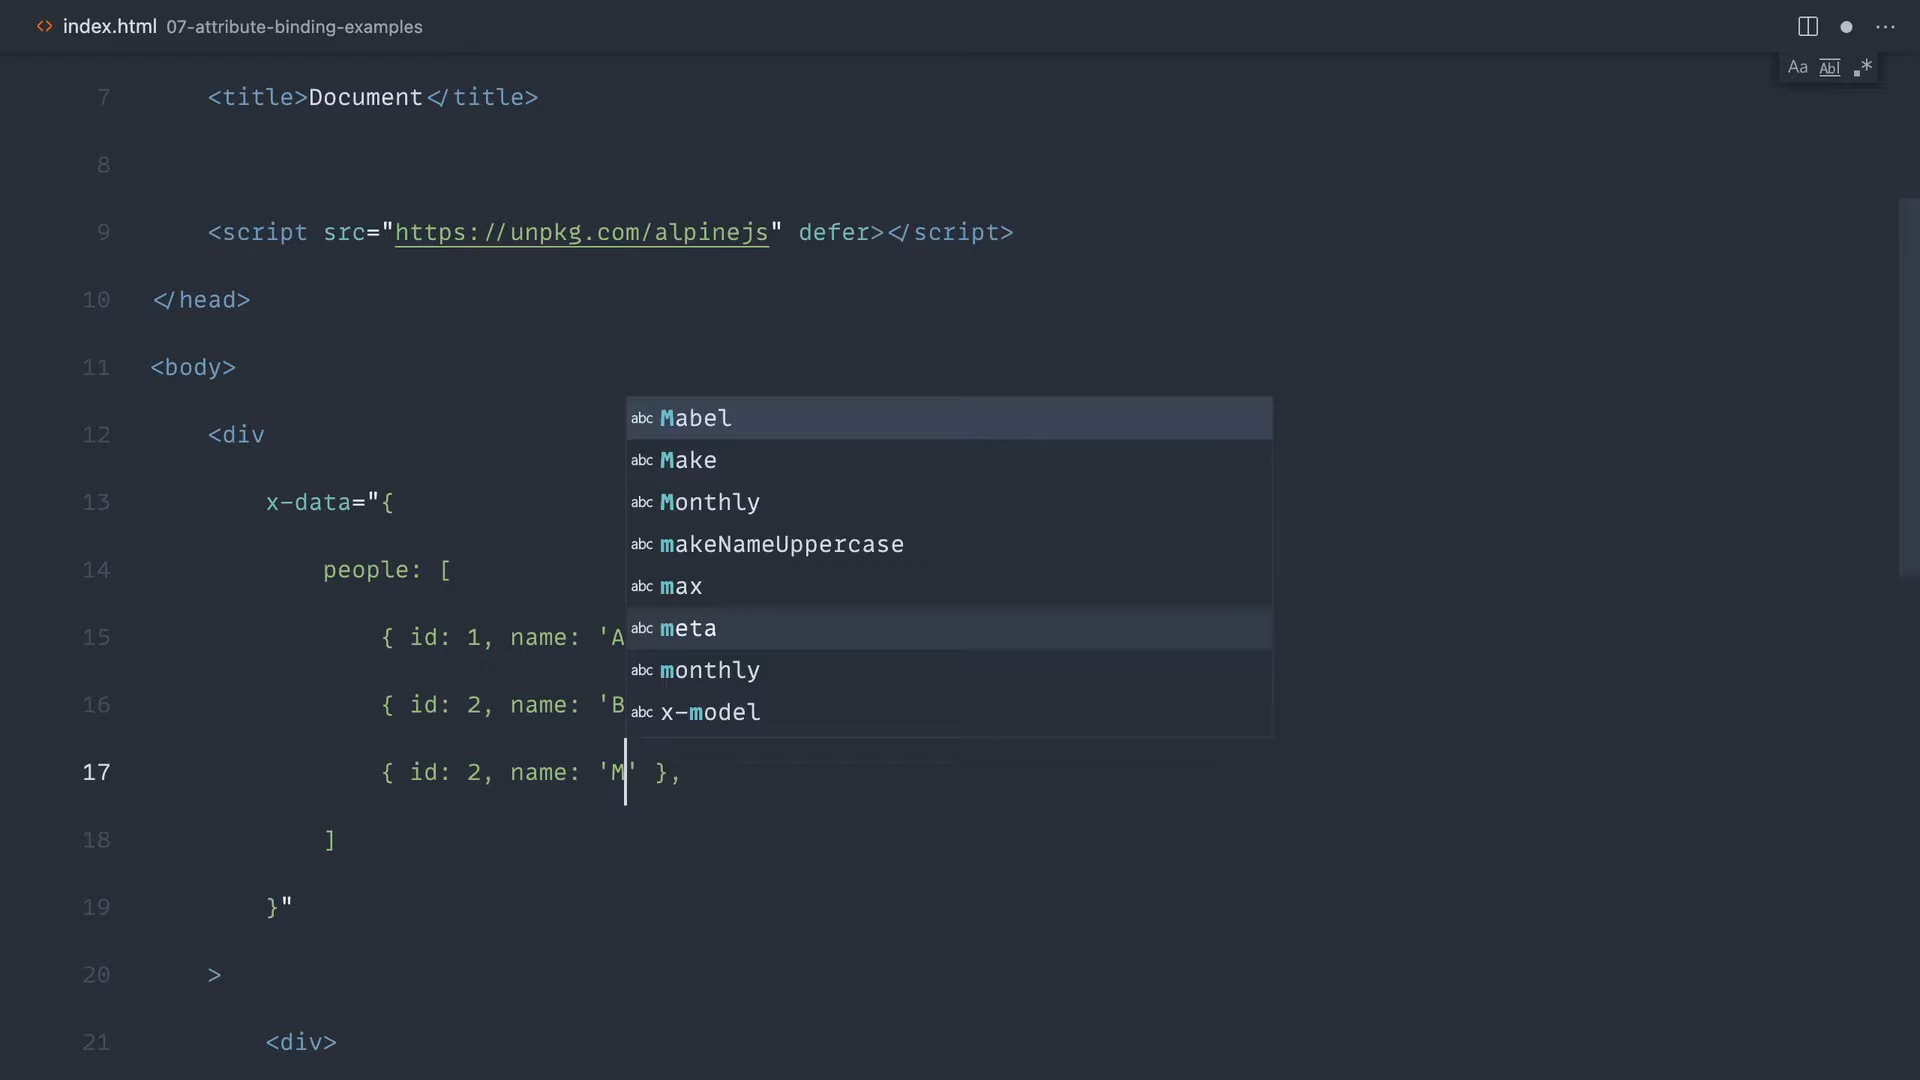 <> index.html 07-attribute-binding-examples
Aa Abl .*
7 <title>Document</title>
8
9 <script src="https://unpkg.com/alpinejs" defer></script>
10 </head>
11 <body>
12 <div
13 x-data="{
14 people: [
15 { id: 1, name: 'A
16 { id: 2, name: 'B
17 { id: 2, name: 'M' },
18 ]
19 }"
20 >
21 <div>
abc Mabel
abc Make
abc Monthly
abc makeNameUppercase
abc max
abc meta
abc monthly
abc x-model